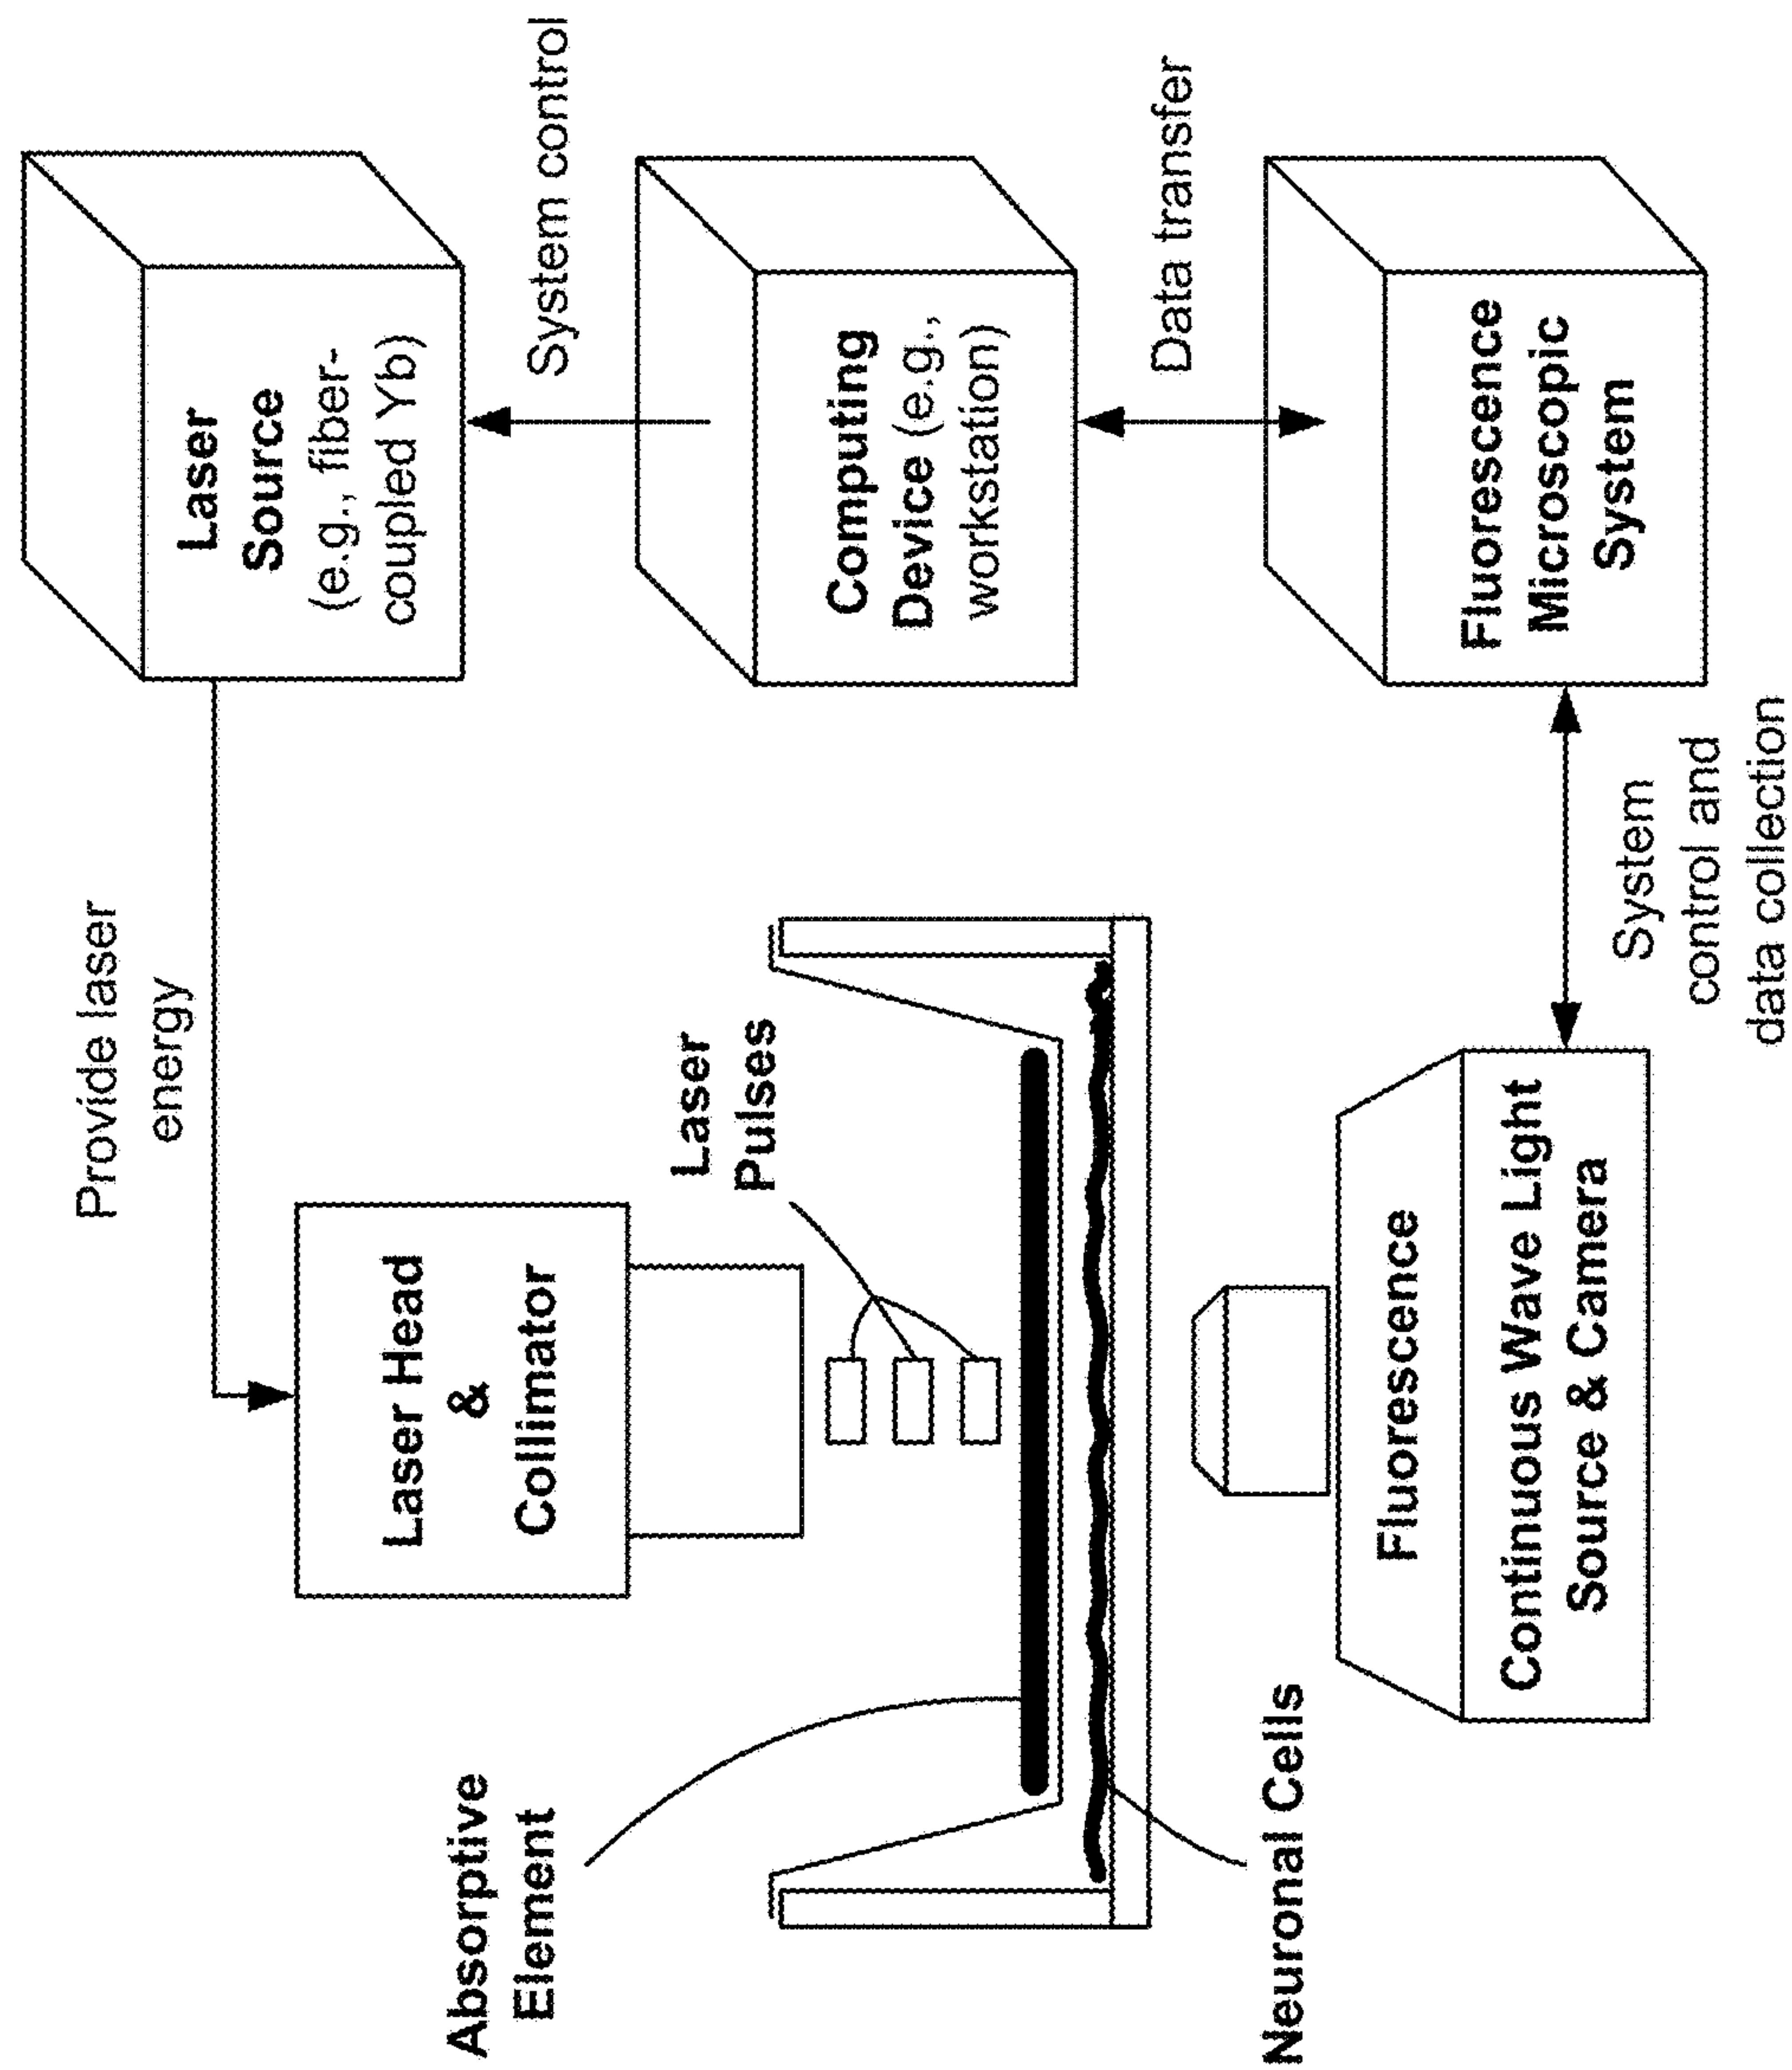 Provide laser
energy
Laser
Source
(e.g., fiber-
coupled Yb)
Laser Head
&
Collimator
System control
Absorptive
Element
Laser
Pulses
Computing
Device (e.g.,
workstation)
Data transfer
Neuronal Cells
Fluorescence
Continuous Wave Light
Source & Camera
Fluorescence
Microscopic
System
System
control and
data collection